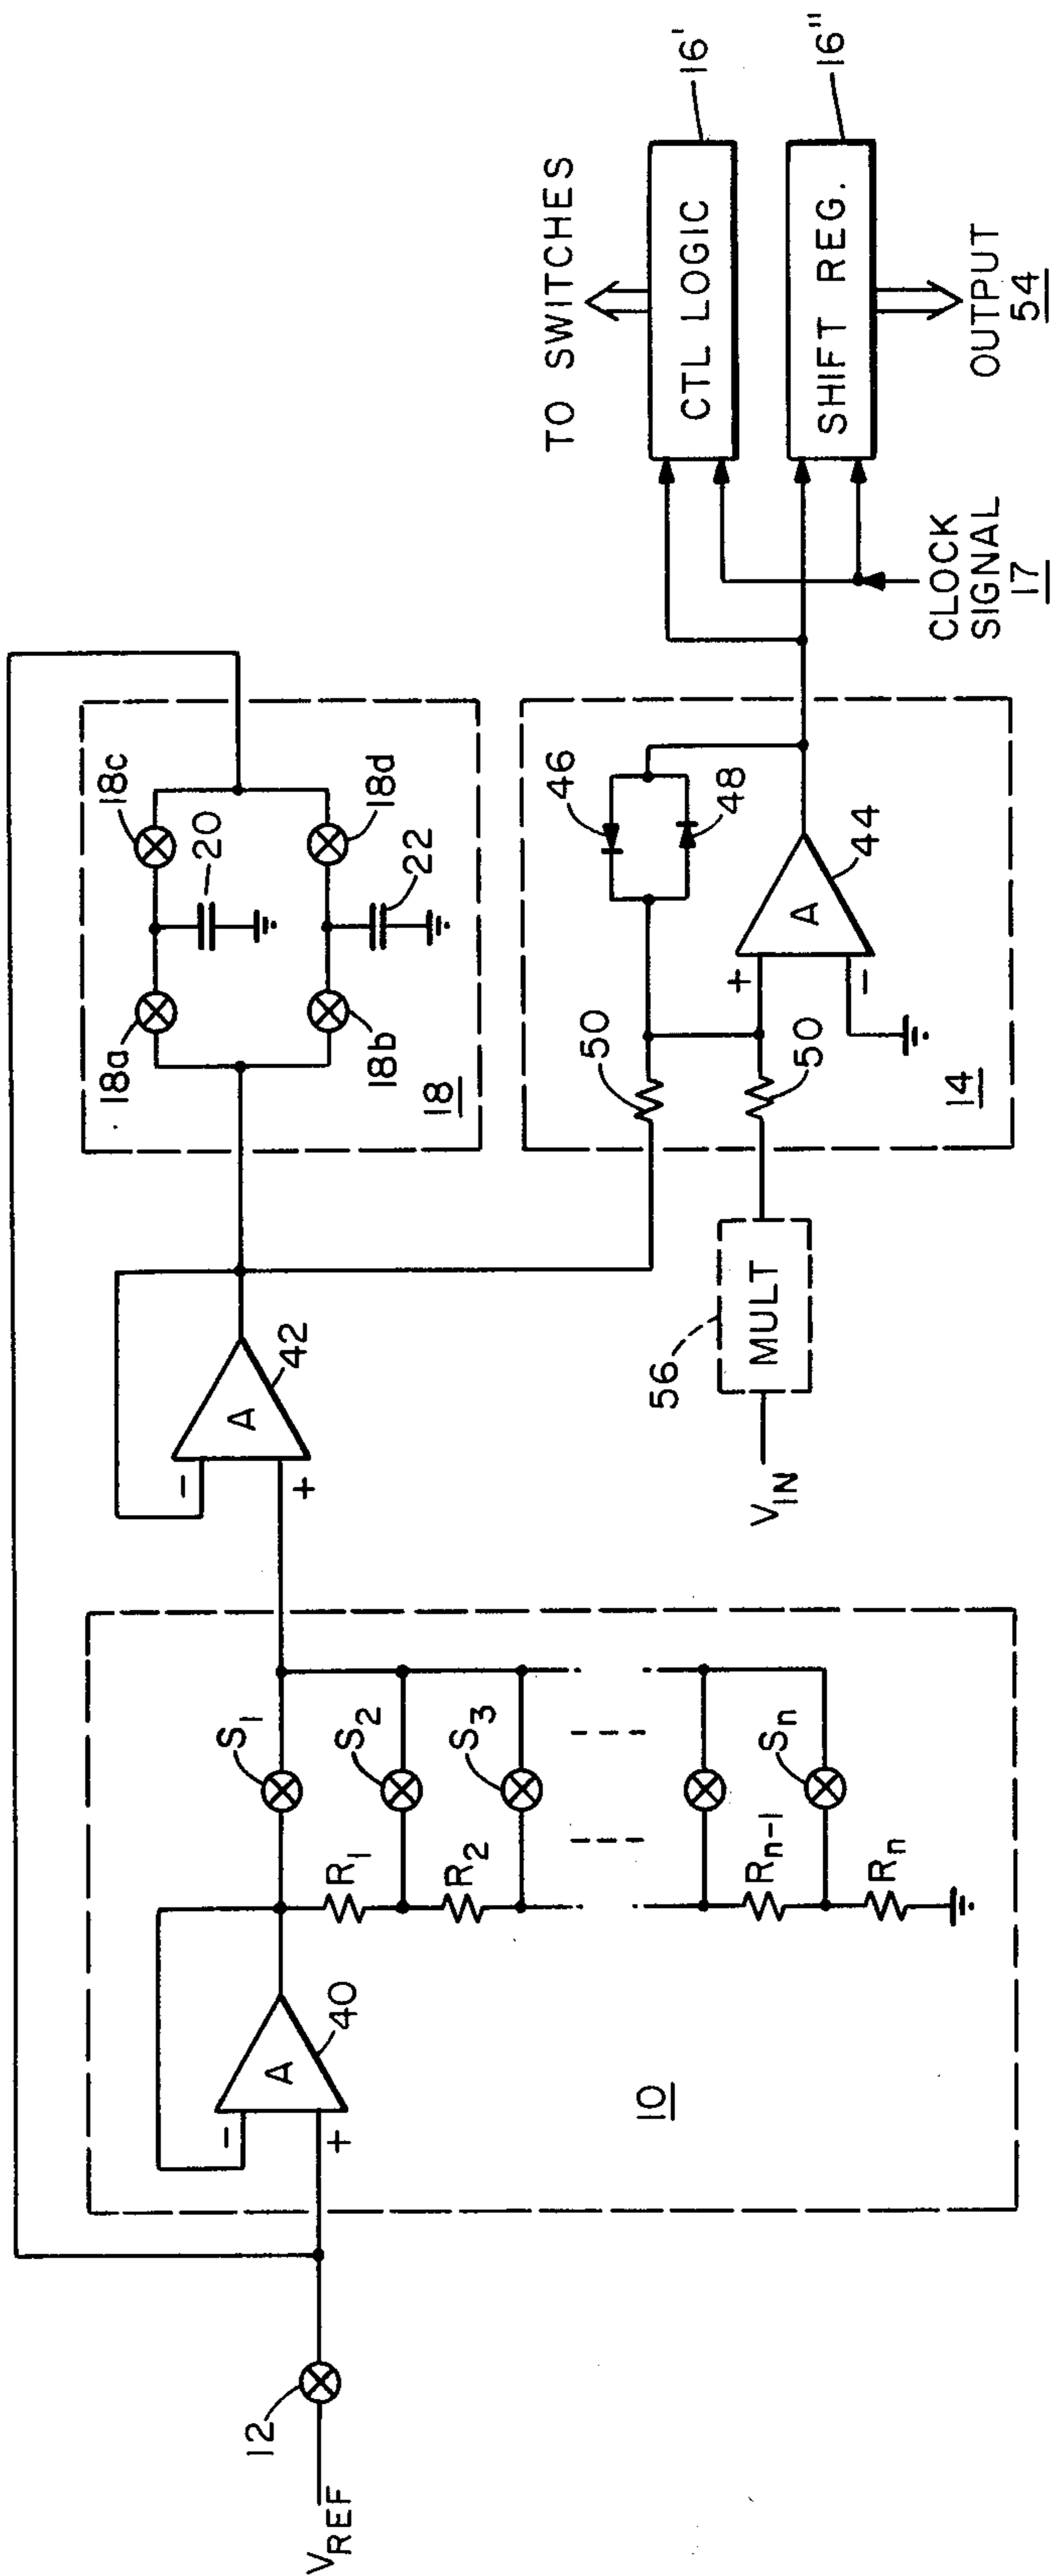 V_REF
12
A
-
+
40
10
S_1
S_2
S_3
S_n
R_1
R_2
R_n-1
R_n
A
-
+
42
18a
18b
18c
18d
18
20
22
V_IN
56
MULT
50
50
46
48
A
+
-
44
14
TO SWITCHES
CTL LOGIC
16'
SHIFT REG.
16"
CLOCK
SIGNAL
17
OUTPUT
54